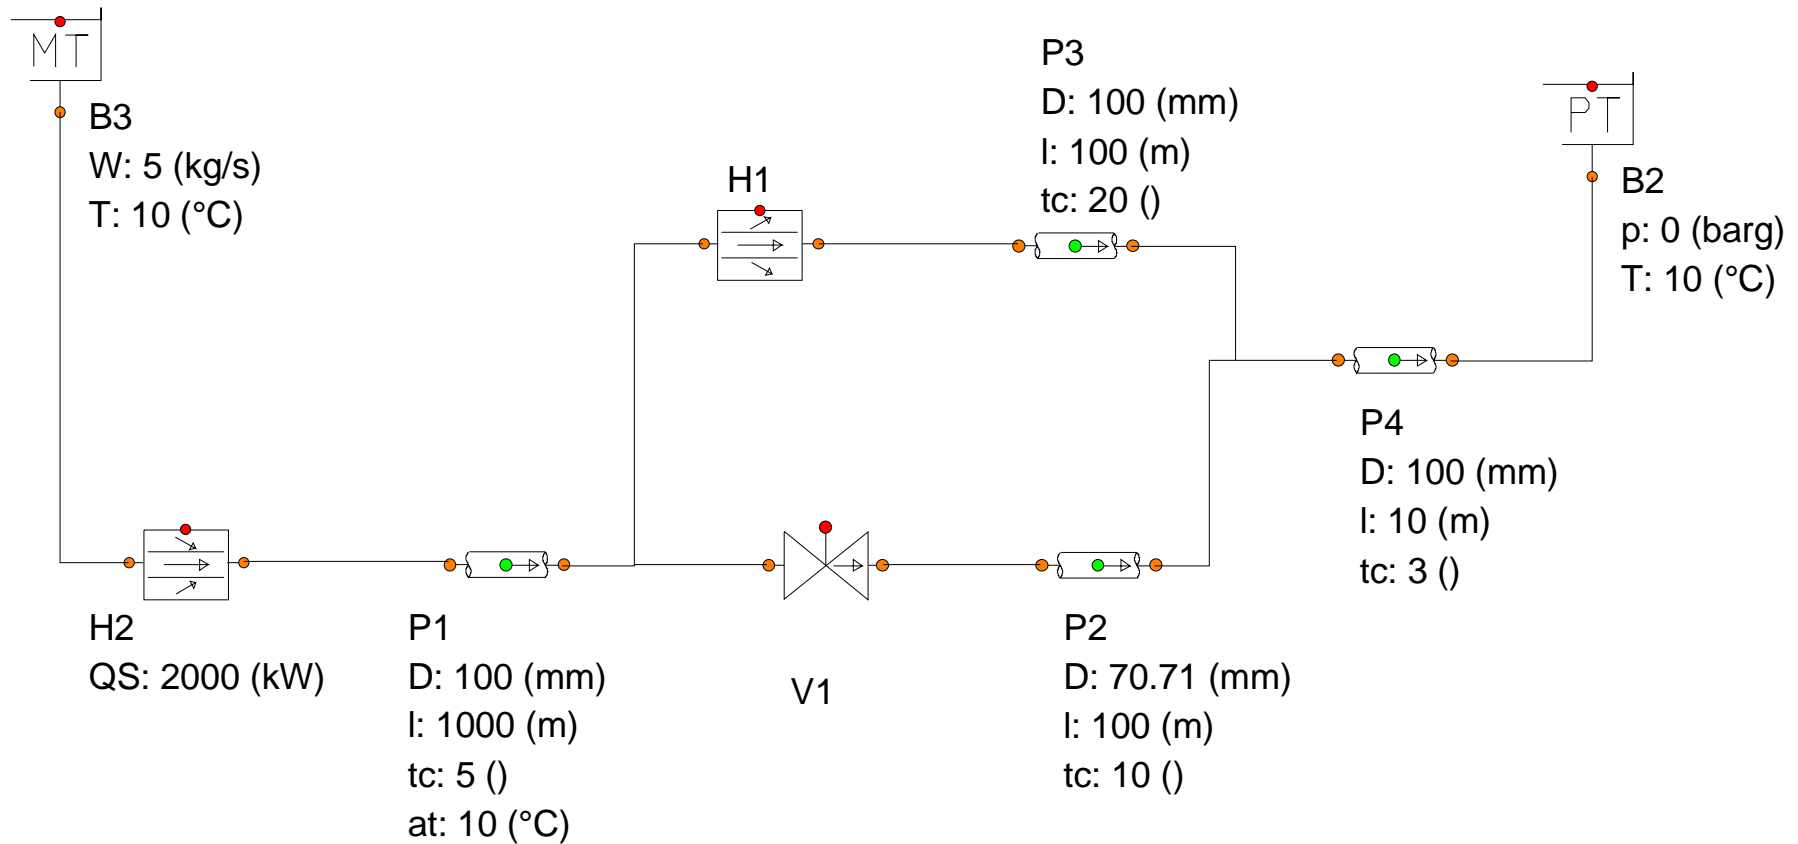 MT
B3
W: 5 (kg/s)
T: 10 (°C)
P3
D: 100 (mm)
l: 100 (m)
tc: 20 ()
H1
PT
B2
p: 0 (barg)
T: 10 (°C)
P4
D: 100 (mm)
l: 10 (m)
tc: 3 ()
H2
QS: 2000 (kW)
P1
D: 100 (mm)
l: 1000 (m)
tc: 5 ()
at: 10 (°C)
V1
P2
D: 70.71 (mm)
l: 100 (m)
tc: 10 ()